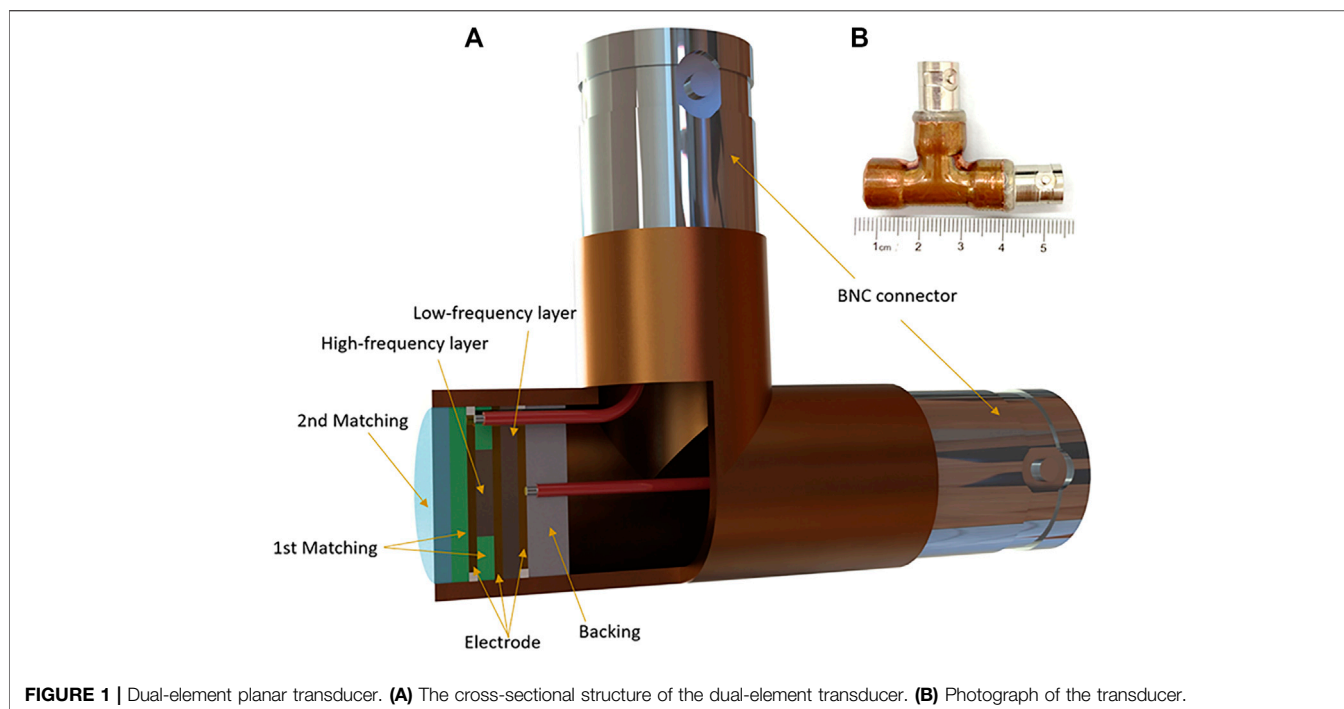 A
B
1cm 2 3 4 5
BNC connector
Low-frequency layer
High-frequency layer
2nd Matching
1st Matching
Electrode
Backing
FIGURE 1 | Dual-element planar transducer. (A) The cross-sectional structure of the dual-element transducer. (B) Photograph of the transducer.